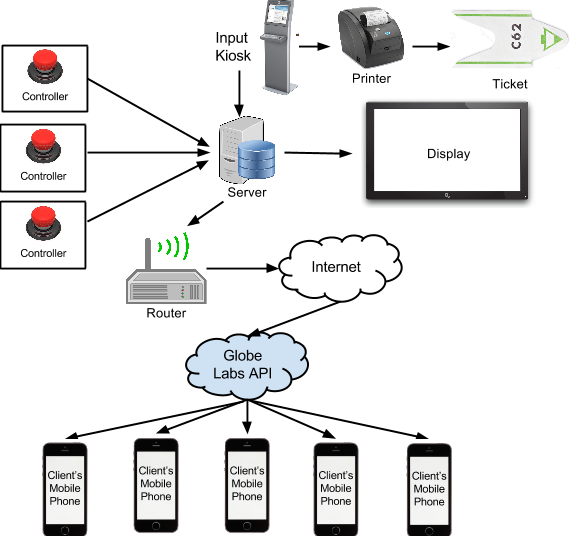 Input
Kiosk
Printer
C62
Ticket
Controller
Controller
Controller
Server
Display
Router
Internet
Globe
Labs API
Client's
Mobile
Phone
Client's
Mobile
Phone
Client's
Mobile
Phone
Client's
Mobile
Phone
Client's
Mobile
Phone